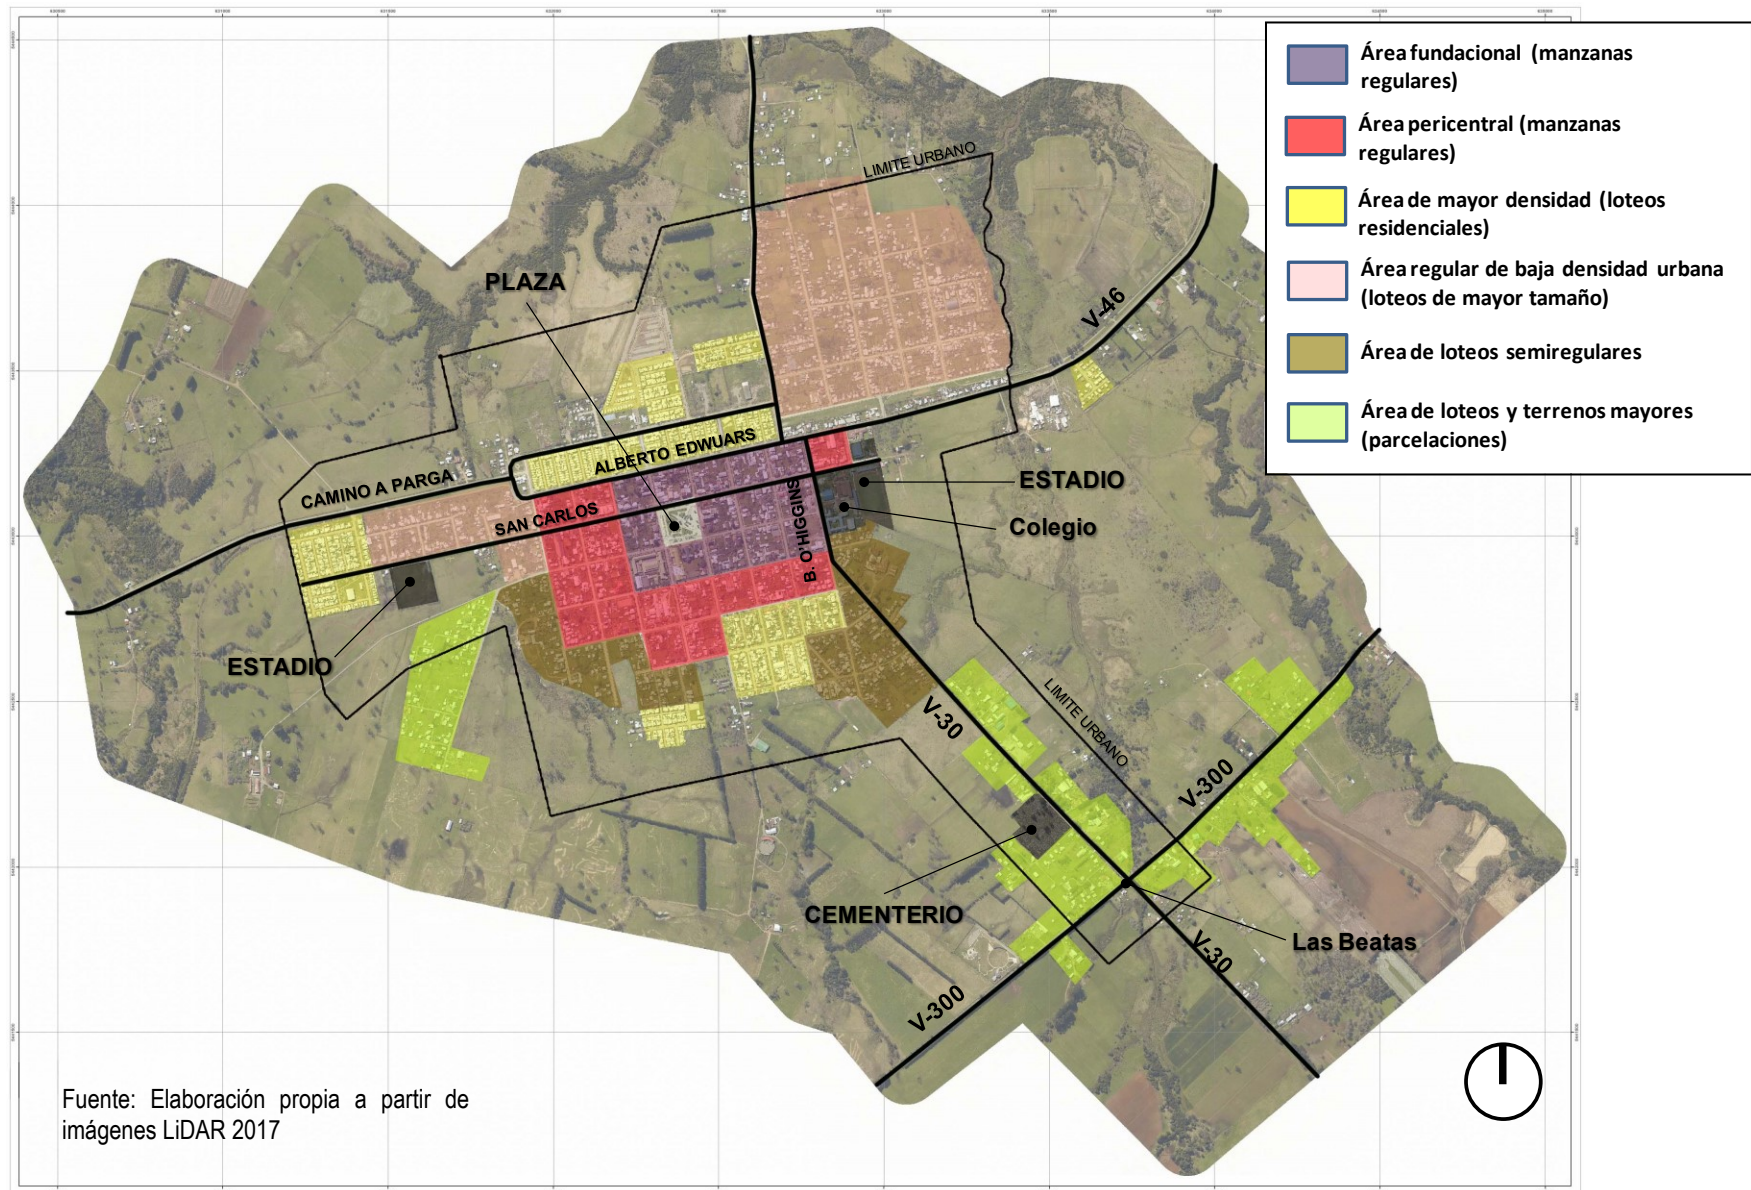 Área fundacional (manzanas
regulares)
Área pericentral (manzanas
regulares)
Área de mayor densidad (loteos
residenciales)
Área regular de baja densidad urbana
(loteos de mayor tamaño)
Área de loteos semiregulares
Área de loteos y terrenos mayores
(parcelaciones)
LIMITE URBANO
PLAZA
V-46
ALBERTO EDWUARS
CAMINO A PARGA
SAN CARLOS
B. O'HIGGINS
ESTADIO
Colegio
ESTADIO
LIMITE URBANO
V-30
V-300
CEMENTERIO
Las Beatas
V-30
V-300
Fuente: Elaboración propia a partir de
imágenes LiDAR 2017